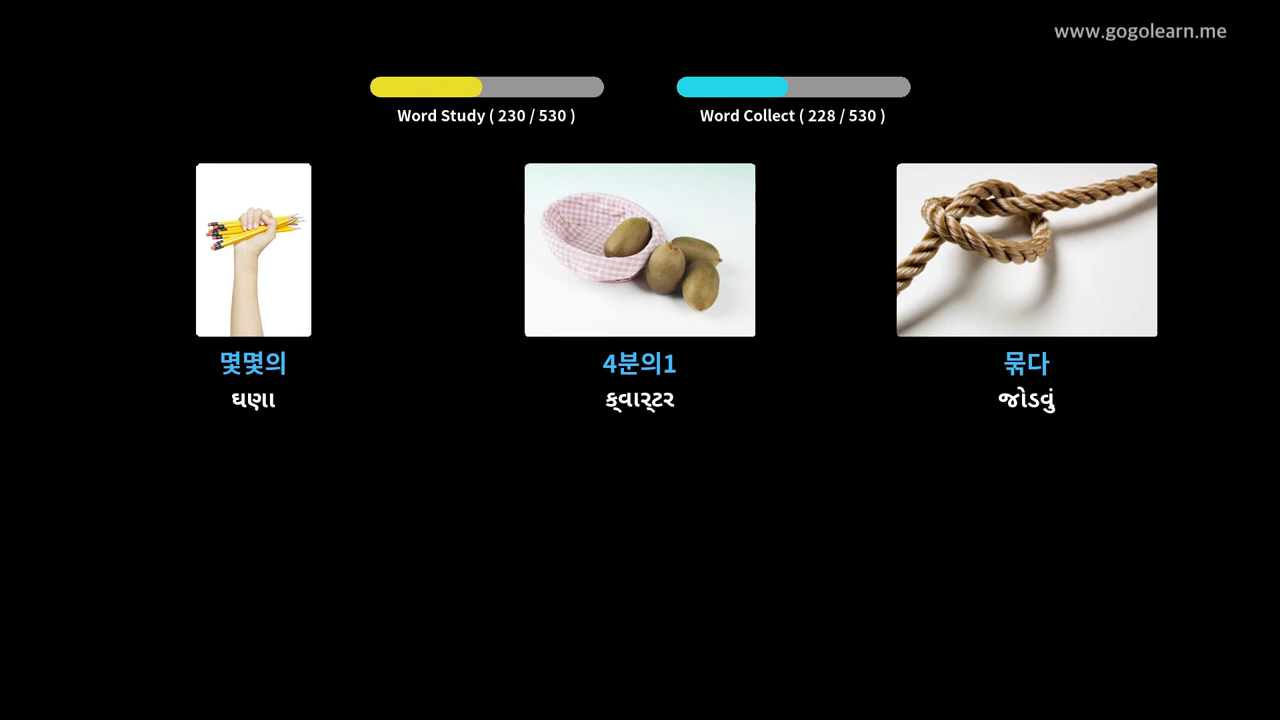 www.gogolearn.me
Word Study ( 230 / 530 )
Word Collect ( 228 / 530 )
몇몇의
4분의1
묶다
ઘણા
ક્વાર્ટર
જોડવું